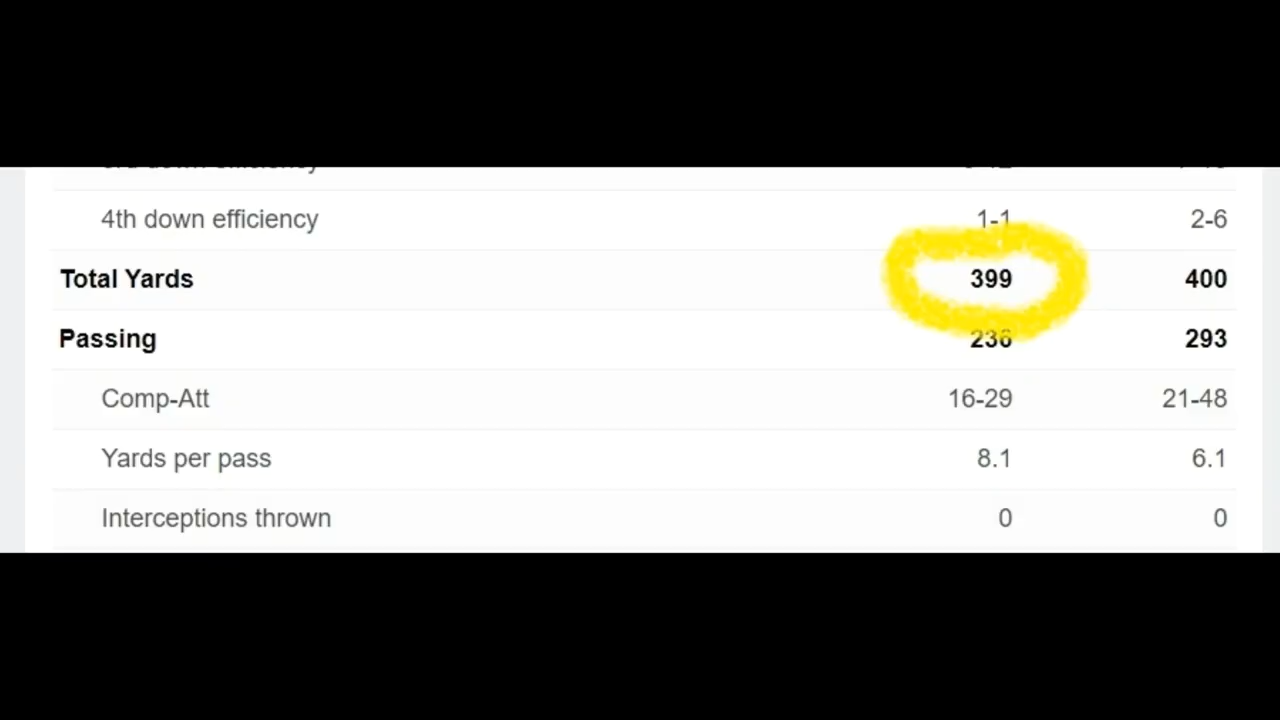 4th down efficiency 1-1 2-6
Total Yards 399 400
Passing 236 293
Comp-Att 16-29 21-48
Yards per pass 8.1 6.1
Interceptions thrown 0 0